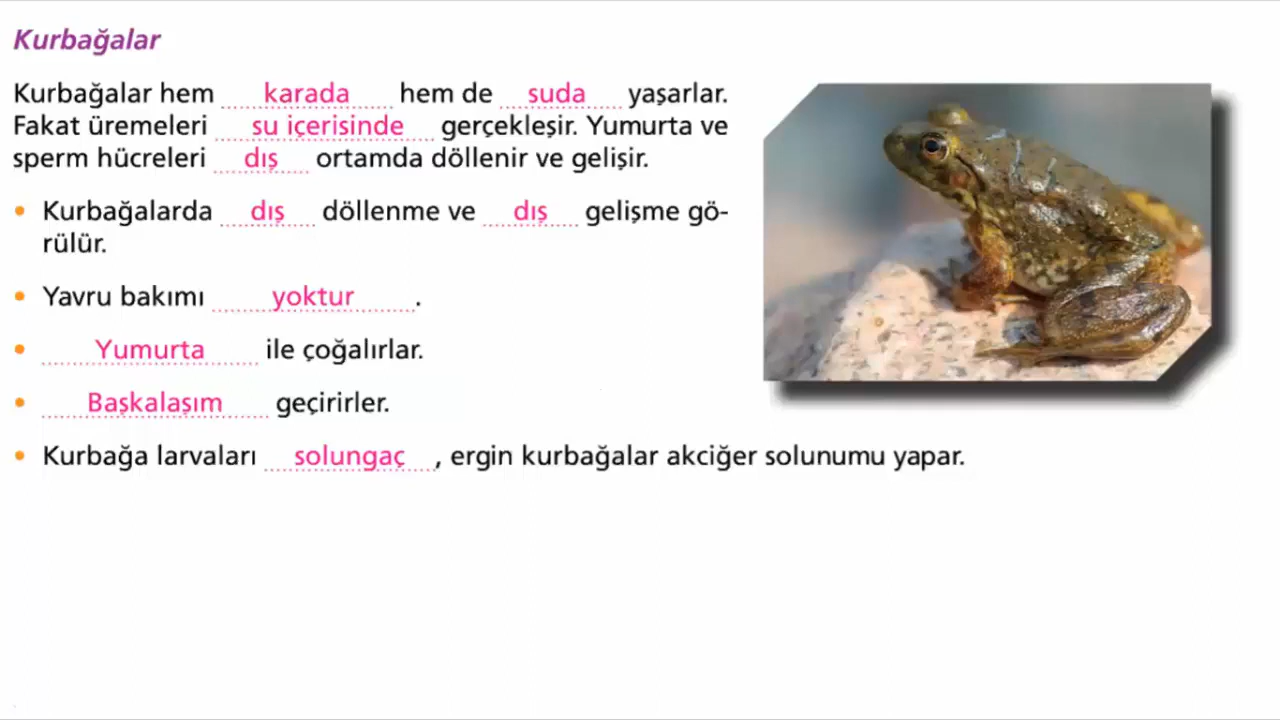 Kurbağalar
Kurbağalar hem karada hem de suda yaşarlar.
Fakat üremeleri su içerisinde gerçekleşir. Yumurta ve
sperm hücreleri dış ortamda döllenir ve gelişir.
• Kurbağalarda dış döllenme ve dış gelişme gö-
rülür.
• Yavru bakımı yoktur .
• Yumurta ile çoğalırlar.
• Başkalaşım geçirirler.
• Kurbağa larvaları solungaç , ergin kurbağalar akciğer solunumu yapar.